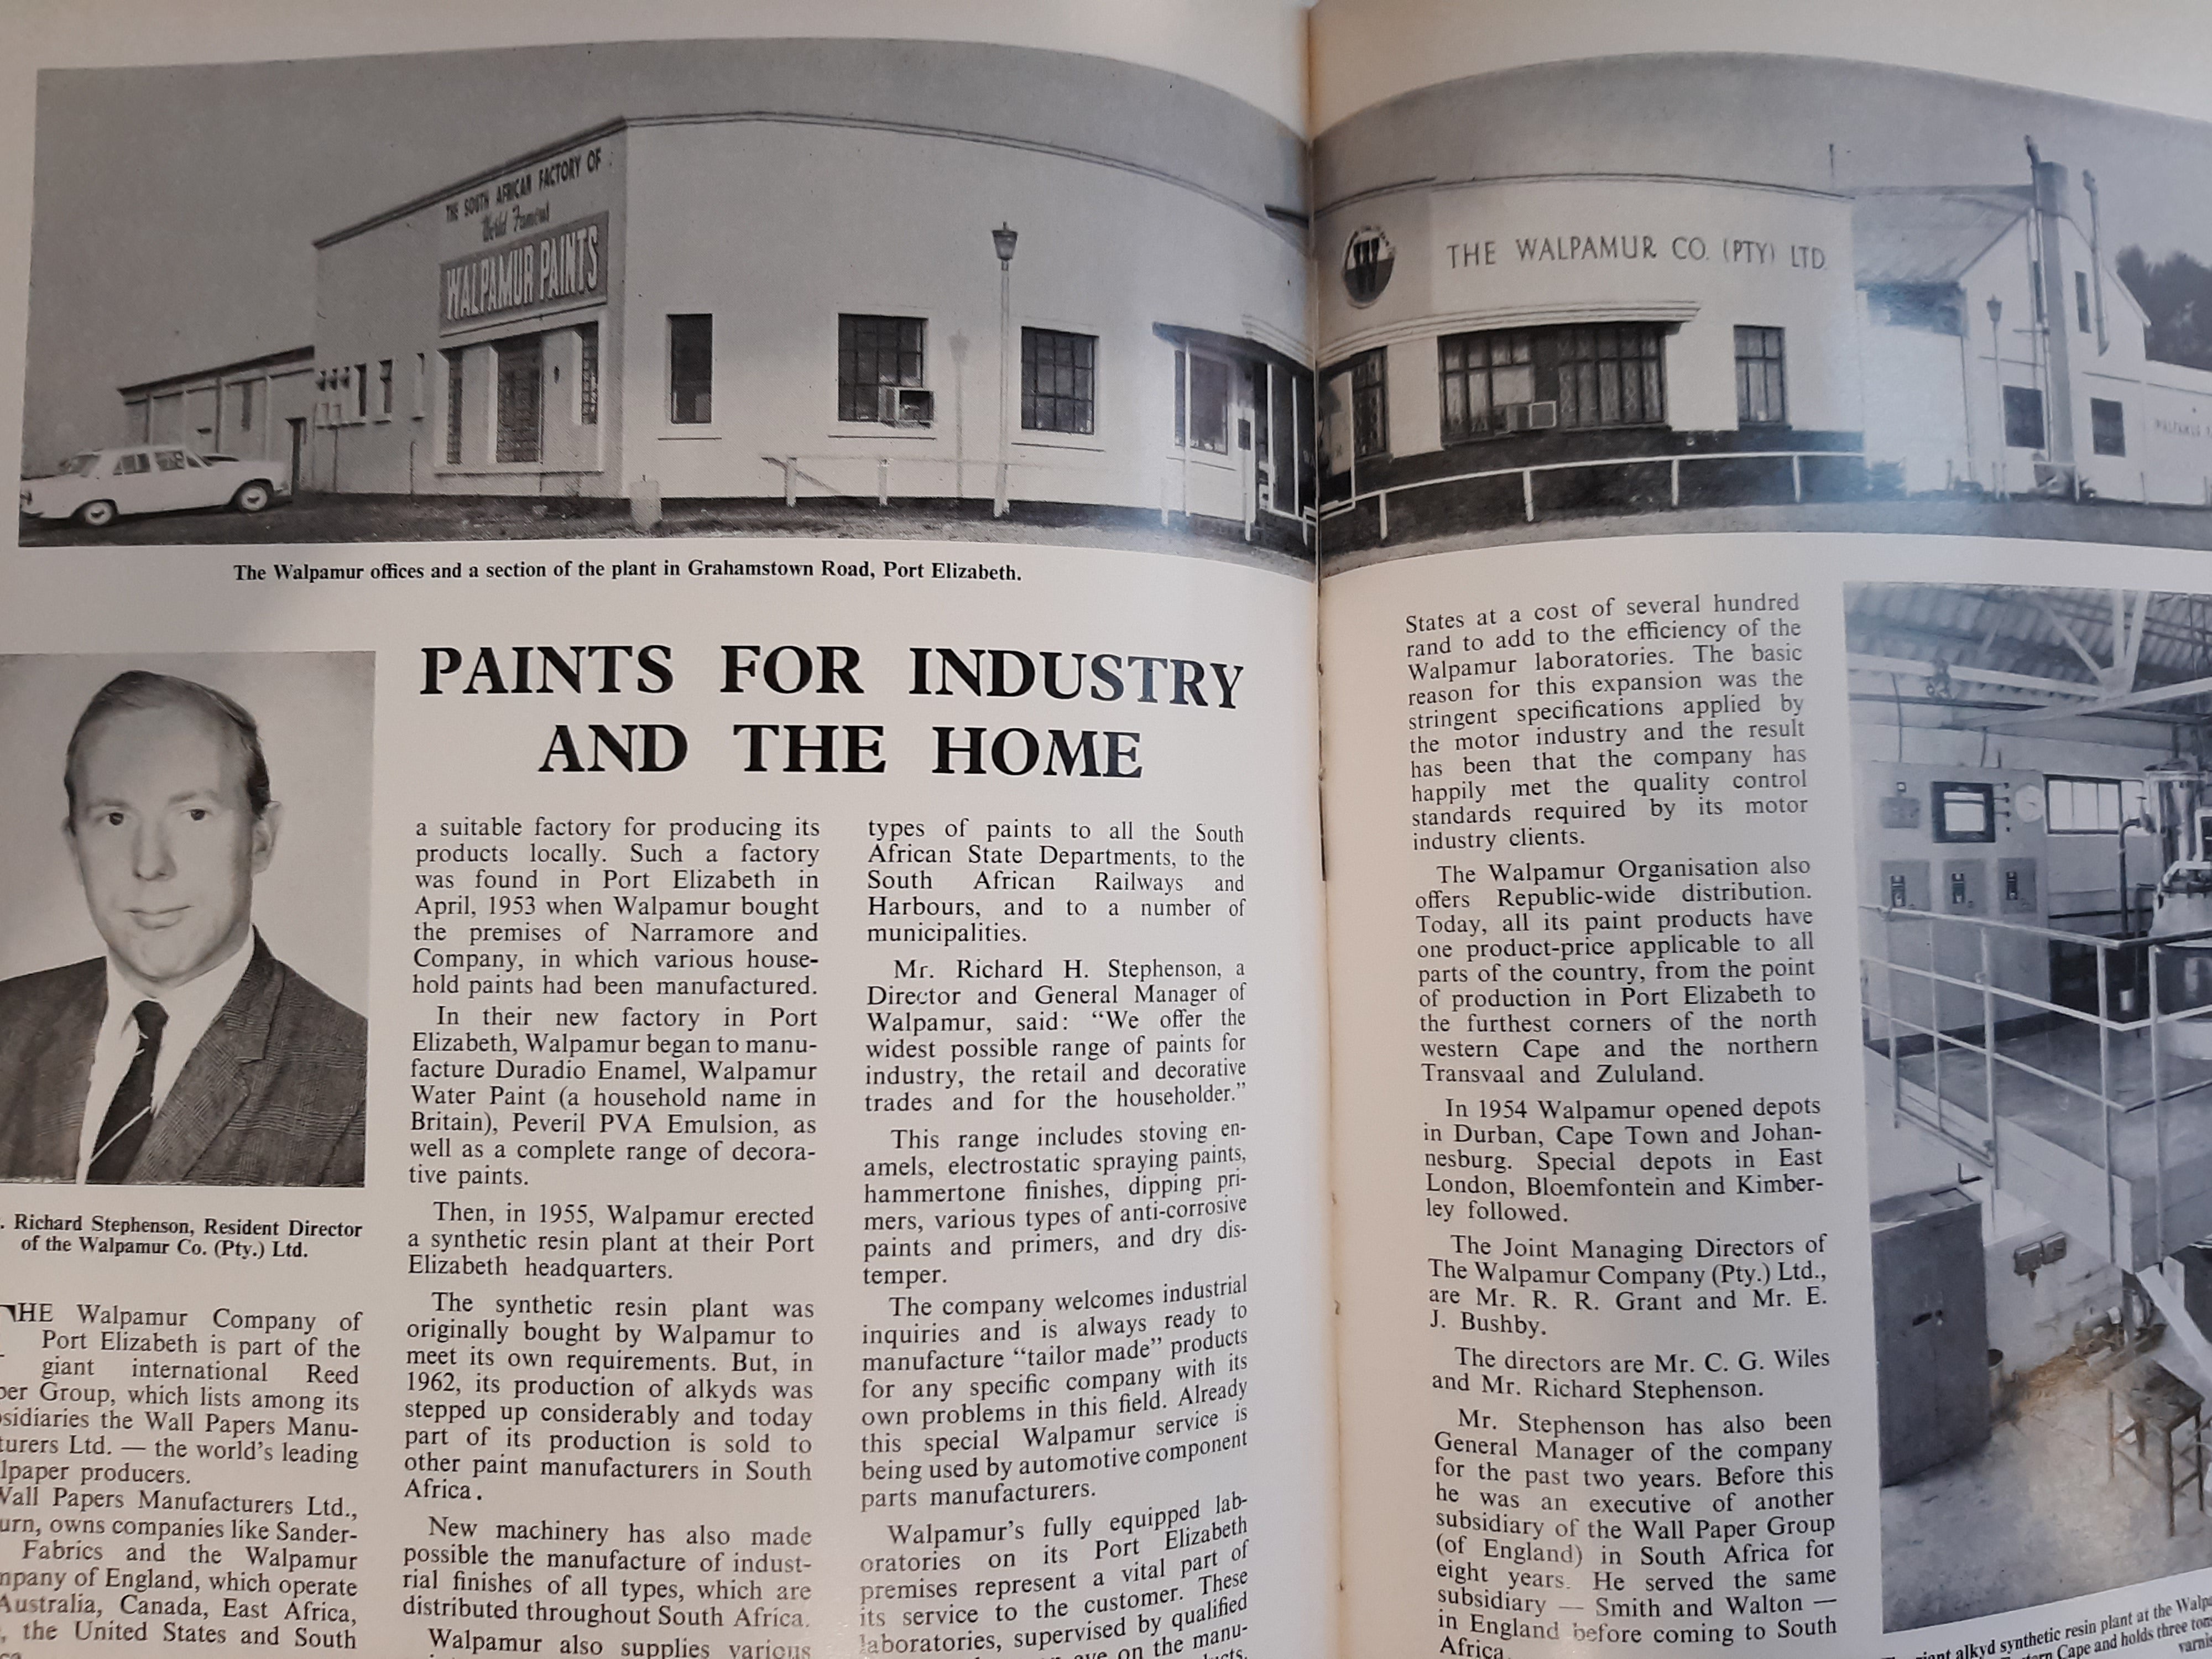 THE SOUTH AFRICAN FACTORY OF
World Famous
WALPAMUR PAINTS
W
THE WALPAMUR CO. (PTY) LTD.
The Walpamur offices and a section of the plant in Grahamstown Road, Port Elizabeth.
PAINTS FOR INDUSTRY
AND THE HOME
. Richard Stephenson, Resident Director
of the Walpamur Co. (Pty.) Ltd.
THE Walpamur Company of
Port Elizabeth is part of the
giant international Reed
per Group, which lists among its
sidiaries the Wall Papers Manu-
turers Ltd. — the world's leading
lpaper producers.
Wall Papers Manufacturers Ltd.,
urn, owns companies like Sander-
Fabrics and the Walpamur
mpany of England, which operate
Australia, Canada, East Africa,
, the United States and South
a suitable factory for producing its
products locally. Such a factory
was found in Port Elizabeth in
April, 1953 when Walpamur bought
the premises of Narramore and
Company, in which various house-
hold paints had been manufactured.
In their new factory in Port
Elizabeth, Walpamur began to manu-
facture Duradio Enamel, Walpamur
Water Paint (a household name in
Britain), Peveril PVA Emulsion, as
well as a complete range of decora-
tive paints.
Then, in 1955, Walpamur erected
a synthetic resin plant at their Port
Elizabeth headquarters.
The synthetic resin plant was
originally bought by Walpamur to
meet its own requirements. But, in
1962, its production of alkyds was
stepped up considerably and today
part of its production is sold to
other paint manufacturers in South
Africa.
New machinery has also made
possible the manufacture of indust-
rial finishes of all types, which are
distributed throughout South Africa.
Walpamur also supplies various
types of paints to all the South
African State Departments, to the
South African Railways and
Harbours, and to a number of
municipalities.
Mr. Richard H. Stephenson, a
Director and General Manager of
Walpamur, said: "We offer the
widest possible range of paints for
industry, the retail and decorative
trades and for the householder."
This range includes stoving en-
amels, electrostatic spraying paints,
hammertone finishes, dipping pri-
mers, various types of anti-corrosive
paints and primers, and dry dis-
temper.
The company welcomes industrial
inquiries and is always ready to
manufacture "tailor made" products
for any specific company with its
own problems in this field. Already
this special Walpamur service is
being used by automotive component
parts manufacturers.
Walpamur's fully equipped lab-
oratories on its Port Elizabeth
premises represent a vital part of
its service to the customer. These
laboratories, supervised by qualified
on the manu-
States at a cost of several hundred
rand to add to the efficiency of the
Walpamur laboratories. The basic
reason for this expansion was the
stringent specifications applied by
the motor industry and the result
has been that the company has
happily met the quality control
standards required by its motor
industry clients.
The Walpamur Organisation also
offers Republic-wide distribution.
Today, all its paint products have
one product-price applicable to all
parts of the country, from the point
of production in Port Elizabeth to
the furthest corners of the north
western Cape and the northern
Transvaal and Zululand.
In 1954 Walpamur opened depots
in Durban, Cape Town and Johan-
nesburg. Special depots in East
London, Bloemfontein and Kimber-
ley followed.
The Joint Managing Directors of
The Walpamur Company (Pty.) Ltd.,
are Mr. R. R. Grant and Mr. E.
J. Bushby.
The directors are Mr. C. G. Wiles
and Mr. Richard Stephenson.
Mr. Stephenson has also been
General Manager of the company
for the past two years. Before this
he was an executive of another
subsidiary of the Wall Paper Group
(of England) in South Africa for
eight years. He served the same
subsidiary — Smith and Walton —
in England before coming to South
Africa.
giant alkyd synthetic resin plant at the Walpa
Cape and holds three ton
varnis